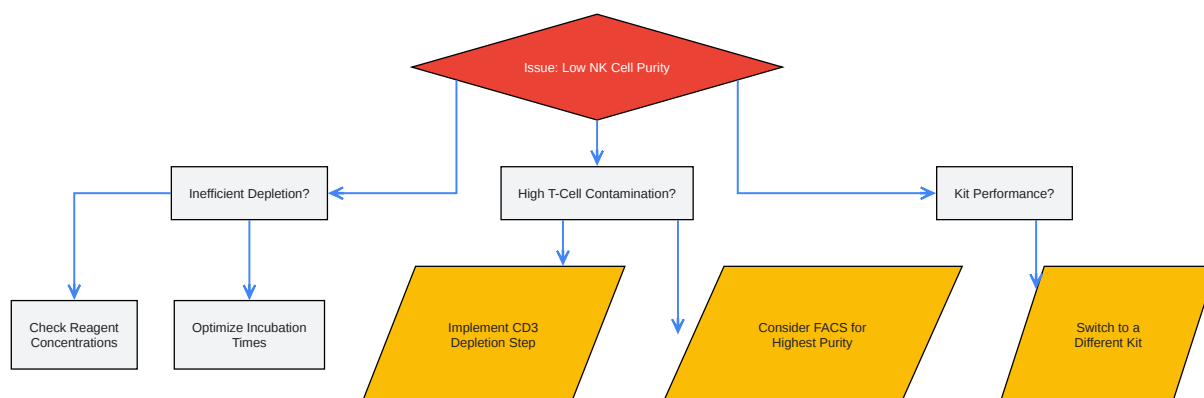 Issue: Low NK Cell Purity
Inefficient Depletion?
High T-Cell Contamination?
Kit Performance?
Check Reagent
Concentrations
Optimize Incubation
Times
Implement CD3
Depletion Step
Consider FACS for
Highest Purity
Switch to a
Different Kit